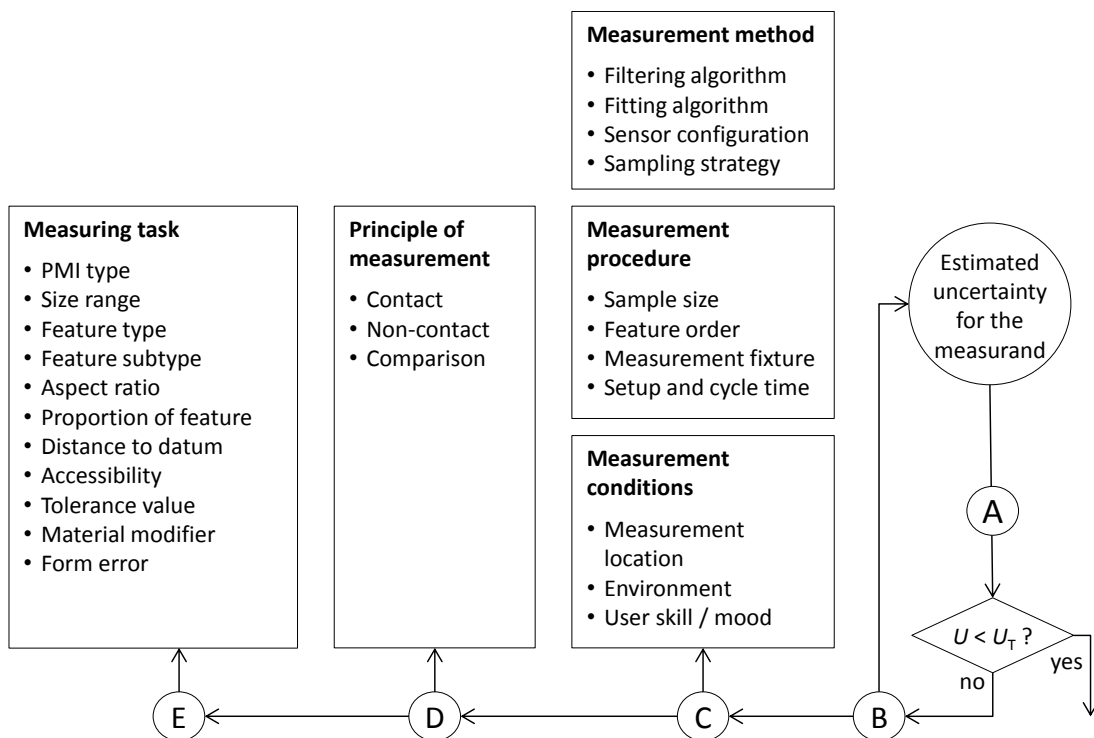 Measurement method
• Filtering algorithm
• Fitting algorithm
• Sensor configuration
• Sampling strategy
Measuring task
• PMI type
• Size range
• Feature type
• Feature subtype
• Aspect ratio
• Proportion of feature
• Distance to datum
• Accessibility
• Tolerance value
• Material modifier
• Form error
Principle of
measurement
• Contact
• Non-contact
• Comparison
Measurement
procedure
• Sample size
• Feature order
• Measurement fixture
• Setup and cycle time
Measurement
conditions
• Measurement
location
• Environment
• User skill / mood
Estimated
uncertainty
for the
measurand
A
U < U_T ?
yes
no
E
D
C
B